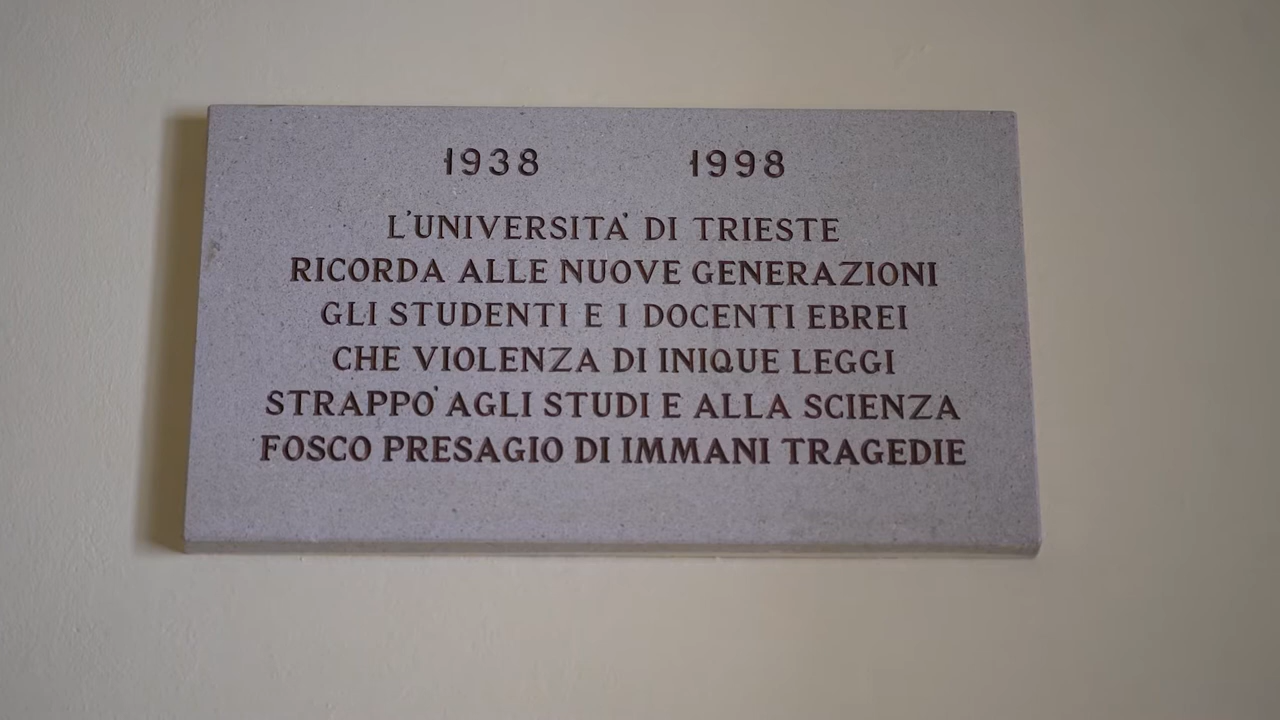 1938 1998
L'UNIVERSITA' DI TRIESTE
RICORDA ALLE NUOVE GENERAZIONI
GLI STUDENTI E I DOCENTI EBREI
CHE VIOLENZA DI INIQUE LEGGI
STRAPPO' AGLI STUDI E ALLA SCIENZA
FOSCO PRESAGIO DI IMMANI TRAGEDIE